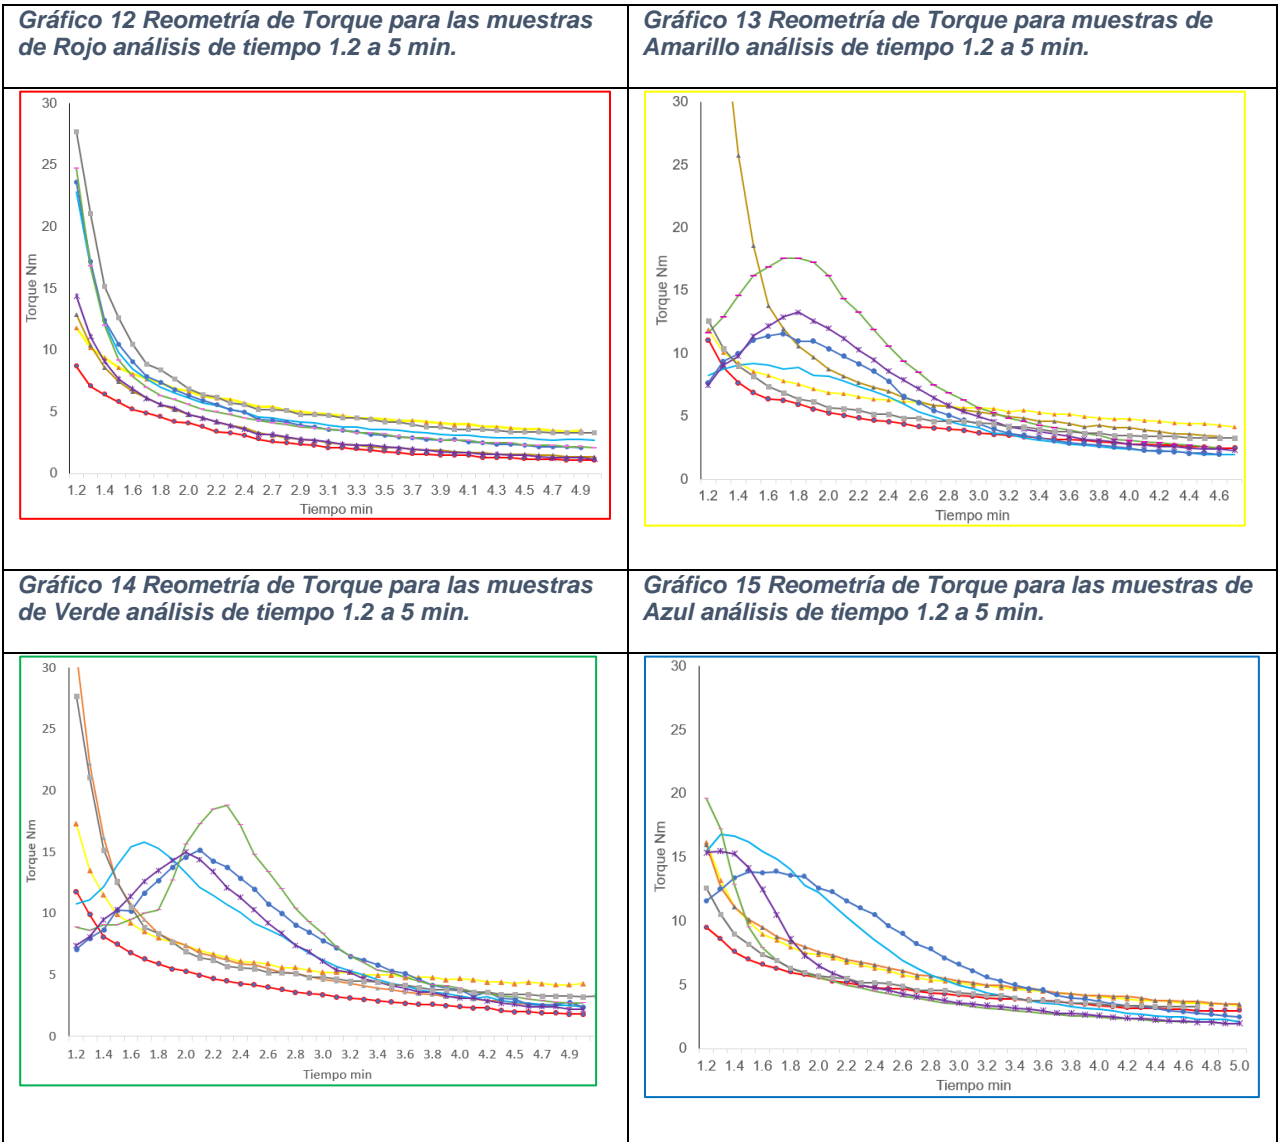 Gráfico 12 Reometría de Torque para las muestras
de Rojo análisis de tiempo 1.2 a 5 min.
Gráfico 13 Reometría de Torque para muestras de
Amarillo análisis de tiempo 1.2 a 5 min.
30
25
20
15
10
5
0
Torque Nm
1.2 1.4 1.6 1.8 2.0 2.2 2.4 2.7 2.9 3.1 3.3 3.5 3.7 3.9 4.1 4.3 4.5 4.7 4.9
Tiempo min
30
25
20
15
10
5
0
Torque Nm
1.2 1.4 1.6 1.8 2.0 2.2 2.4 2.6 2.8 3.0 3.2 3.4 3.6 3.8 4.0 4.2 4.4 4.6
Tiempo min
Gráfico 14 Reometría de Torque para las muestras
de Verde análisis de tiempo 1.2 a 5 min.
Gráfico 15 Reometría de Torque para las muestras de
Azul análisis de tiempo 1.2 a 5 min.
30
25
20
15
10
5
0
Torque Nm
1.2 1.4 1.6 1.8 2.0 2.2 2.4 2.6 2.8 3.0 3.2 3.4 3.6 3.8 4.0 4.2 4.5 4.7 4.9
Tiempo min
30
25
20
15
10
5
0
Torque Nm
1.2 1.4 1.6 1.8 2.0 2.2 2.4 2.6 2.8 3.0 3.2 3.4 3.6 3.8 4.0 4.2 4.4 4.6 4.8 5.0
Tiempo min